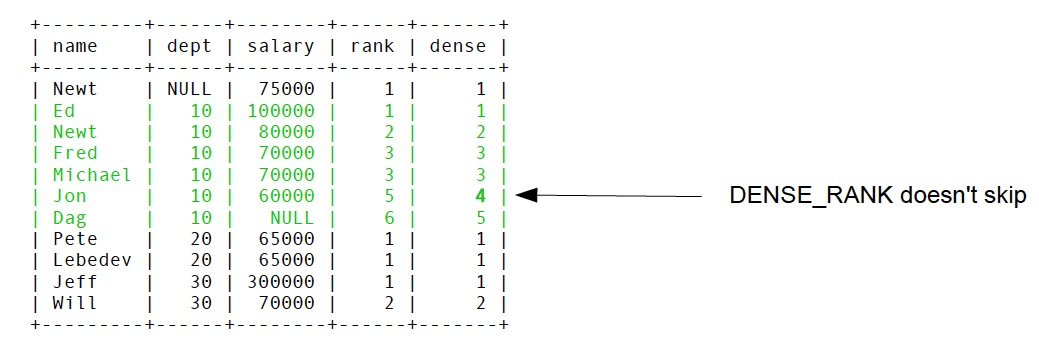 +---------+------+--------+------+-------+
| name    | dept | salary | rank | dense |
+---------+------+--------+------+-------+
| Newt    | NULL |  75000 |    1 |     1 |
| Ed      |   10 | 100000 |    1 |     1 |
| Newt    |   10 |  80000 |    2 |     2 |
| Fred    |   10 |  70000 |    3 |     3 |
| Michael |   10 |  70000 |    3 |     3 |
| Jon     |   10 |  60000 |    5 |     4 | DENSE_RANK doesn't skip
| Dag     |   10 |   NULL |    6 |     5 |
| Pete    |   20 |  65000 |    1 |     1 |
| Lebedev |   20 |  65000 |    1 |     1 |
| Jeff    |   30 | 300000 |    1 |     1 |
| Will    |   30 |  70000 |    2 |     2 |
+---------+------+--------+------+-------+